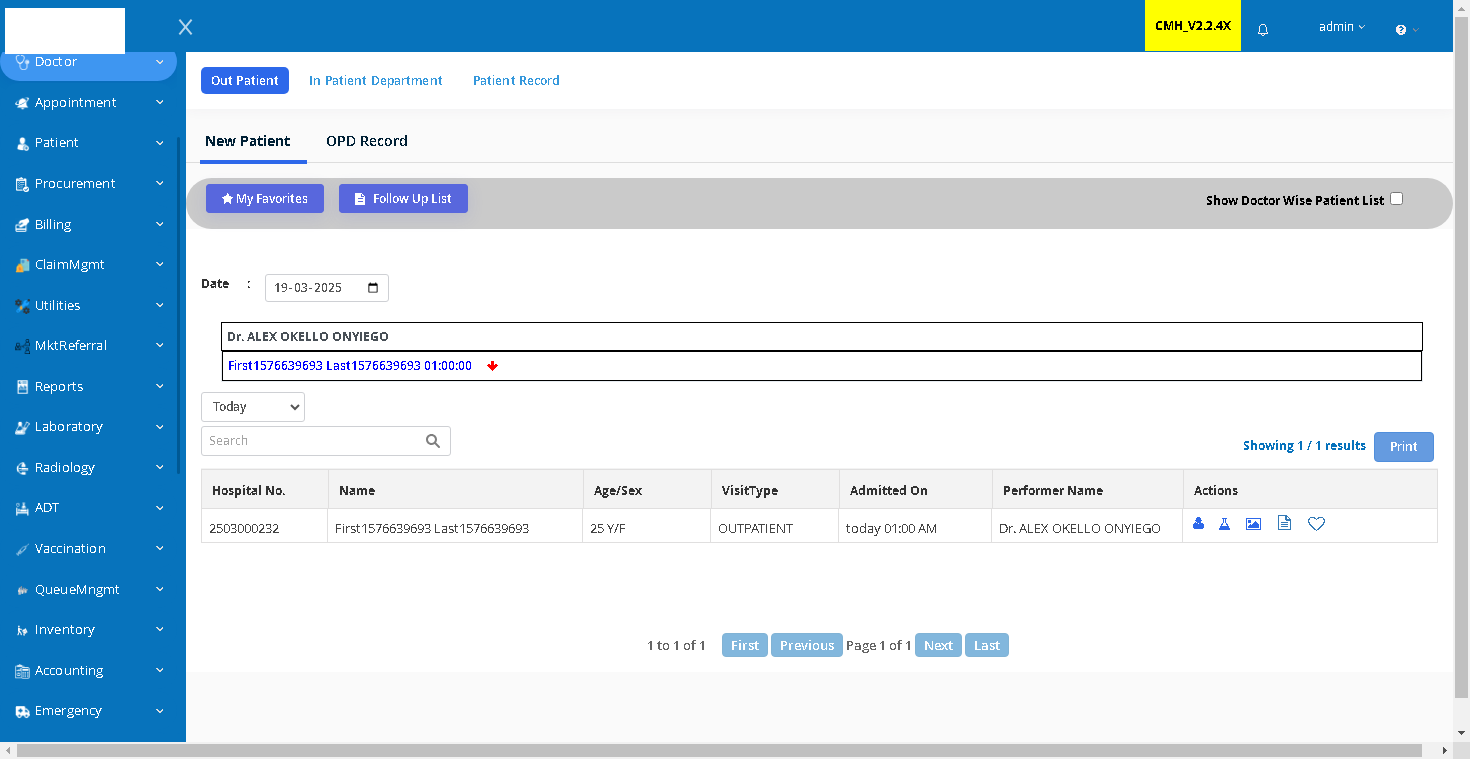 CMH_V2.2.4X
admin
Doctor
Appointment
Patient
Procurement
Billing
ClaimMgmt
Utilities
MktReferral
Reports
Laboratory
Radiology
ADT
Vaccination
QueueMngmt
Inventory
Accounting
Emergency
Out Patient In Patient Department Patient Record
New Patient OPD Record
My Favorites Follow Up List Show Doctor Wise Patient List
Date : 19-03-2025
Dr. ALEX OKELLO ONYIEGO
First1576639693 Last1576639693 01:00:00
Today
Search
Showing 1 / 1 results Print
Hospital No. Name Age/Sex VisitType Admitted On Performer Name Actions
2503000232 First1576639693 Last1576639693 25 Y/F OUTPATIENT today 01:00 AM Dr. ALEX OKELLO ONYIEGO
1 to 1 of 1 First Previous Page 1 of 1 Next Last